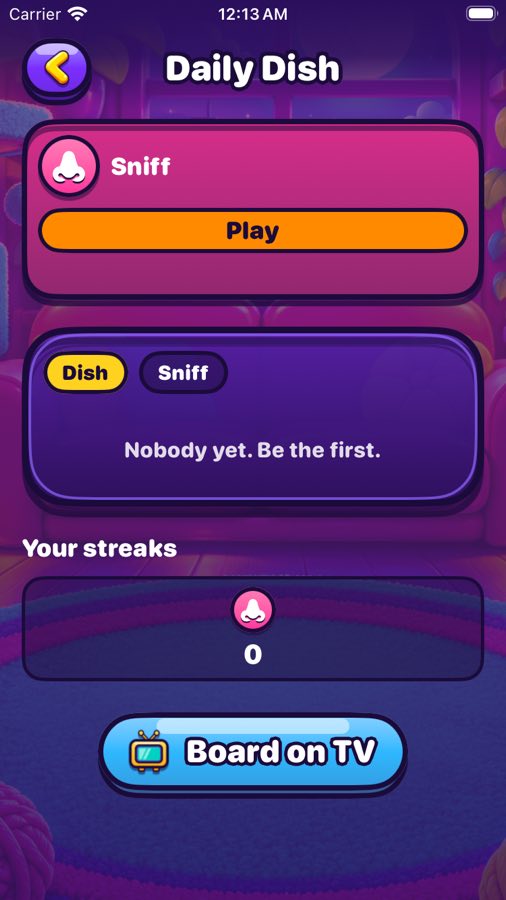 Carrier 12:13 AM
Daily Dish
Sniff
Play
Dish Sniff
Nobody yet. Be the first.
Your streaks
0
Board on TV